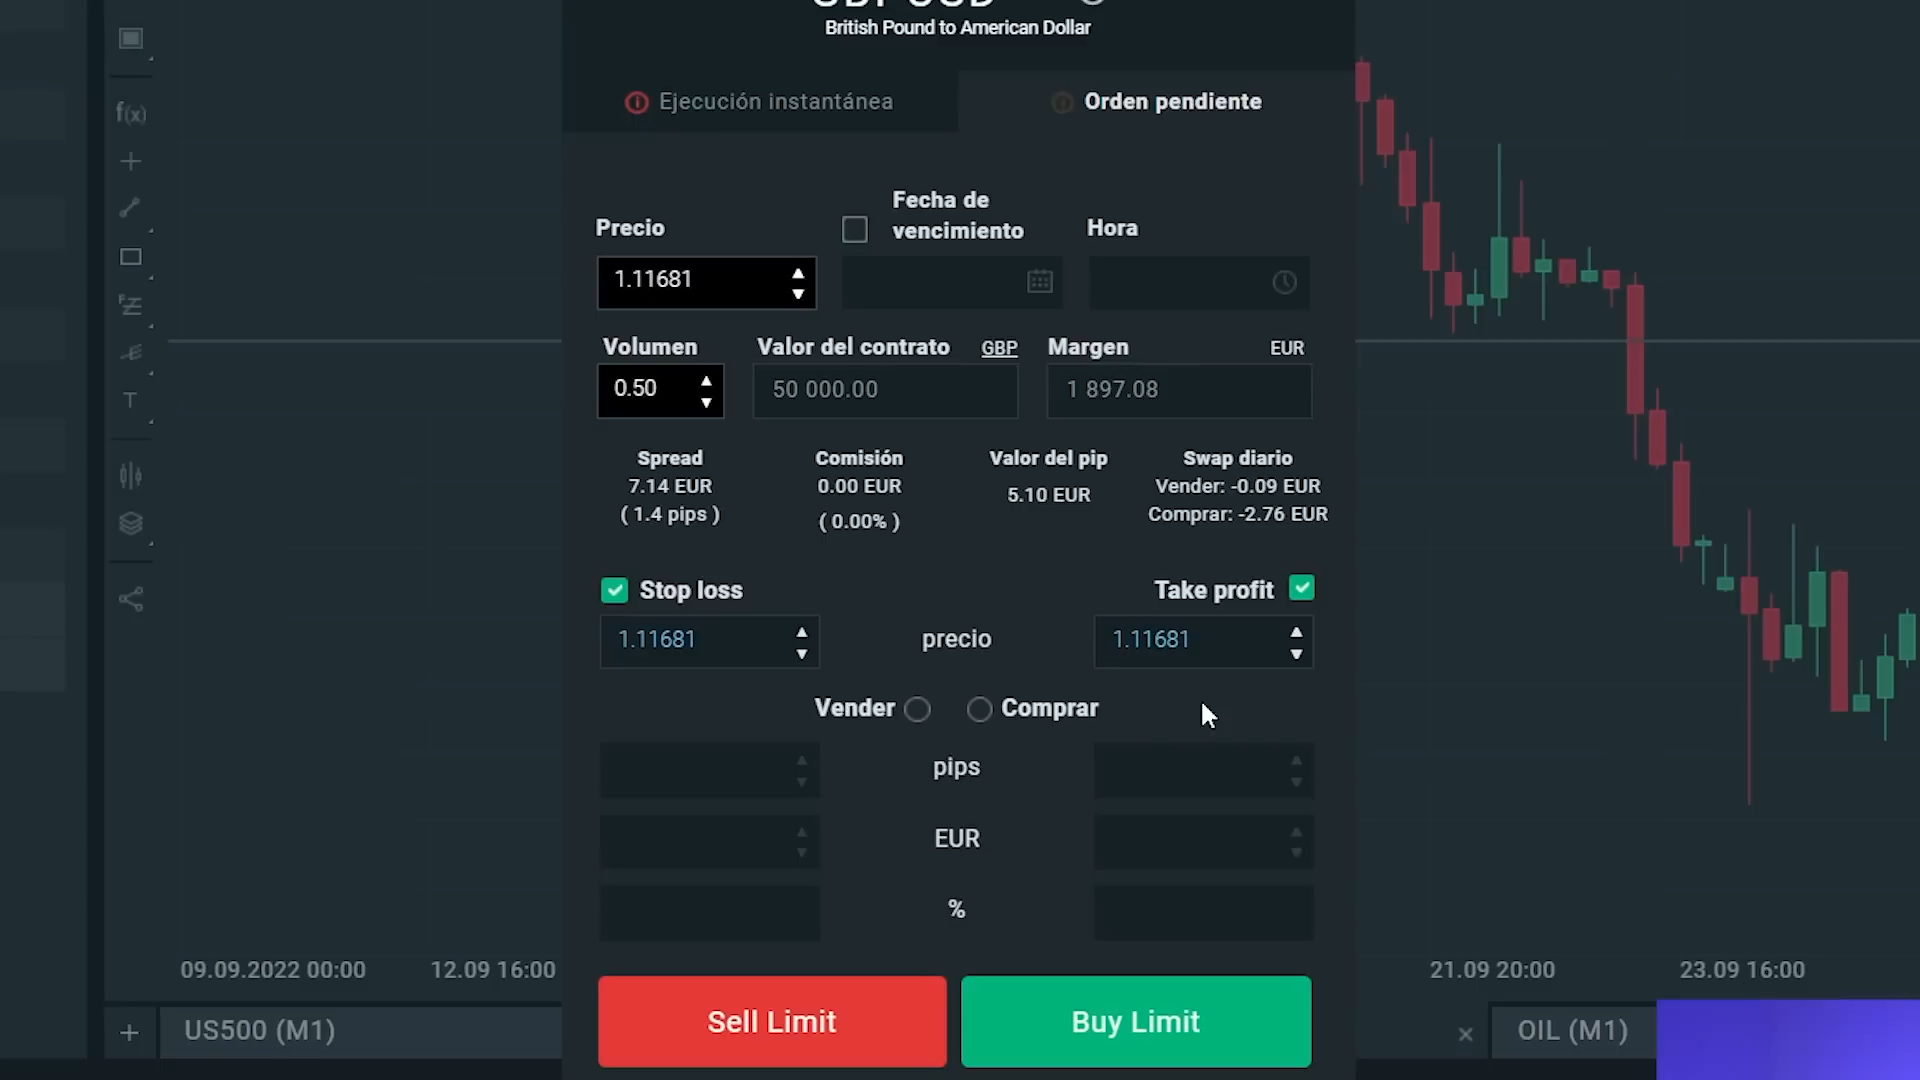 GBPUSD
British Pound to American Dollar
Ejecución instantánea
Orden pendiente
Precio
Fecha de
vencimiento
Hora
1.11681
Volumen
Valor del contrato GBP
Margen EUR
0.50
50 000.00
1 897.08
Spread
7.14 EUR
( 1.4 pips )
Comisión
0.00 EUR
( 0.00% )
Valor del pip
5.10 EUR
Swap diario
Vender: -0.09 EUR
Comprar: -2.76 EUR
Stop loss
Take profit
1.11681
precio
1.11681
Vender
Comprar
pips
EUR
%
Sell Limit
Buy Limit
f(x)
T
09.09.2022 00:00
12.09 16:00
21.09 20:00
23.09 16:00
US500 (M1)
OIL (M1)